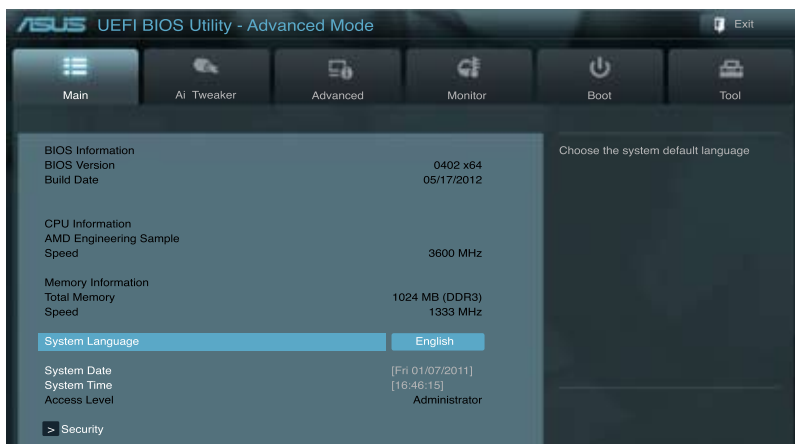 ASUS UEFI BIOS Utility - Advanced Mode
Exit
Main
Ai Tweaker
Advanced
Monitor
Boot
Tool
BIOS Information
BIOS Version 0402 x64
Build Date 05/17/2012
CPU Information
AMD Engineering Sample
Speed 3600 MHz
Memory Information
Total Memory 1024 MB (DDR3)
Speed 1333 MHz
System Language English
System Date [Fri 01/07/2011]
System Time [16:46:15]
Access Level Administrator
> Security
Choose the system default language